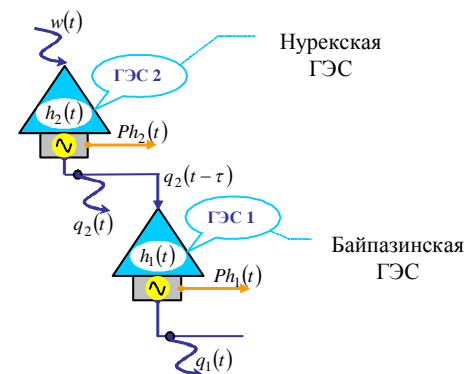 w(t)
Нурекская
ГЭС
ГЭС 2
h₂(t)
Ph₂(t)
q₂(t − τ)
q₂(t)
ГЭС 1
Байпазинская
ГЭС
h₁(t)
Ph₁(t)
q₁(t)